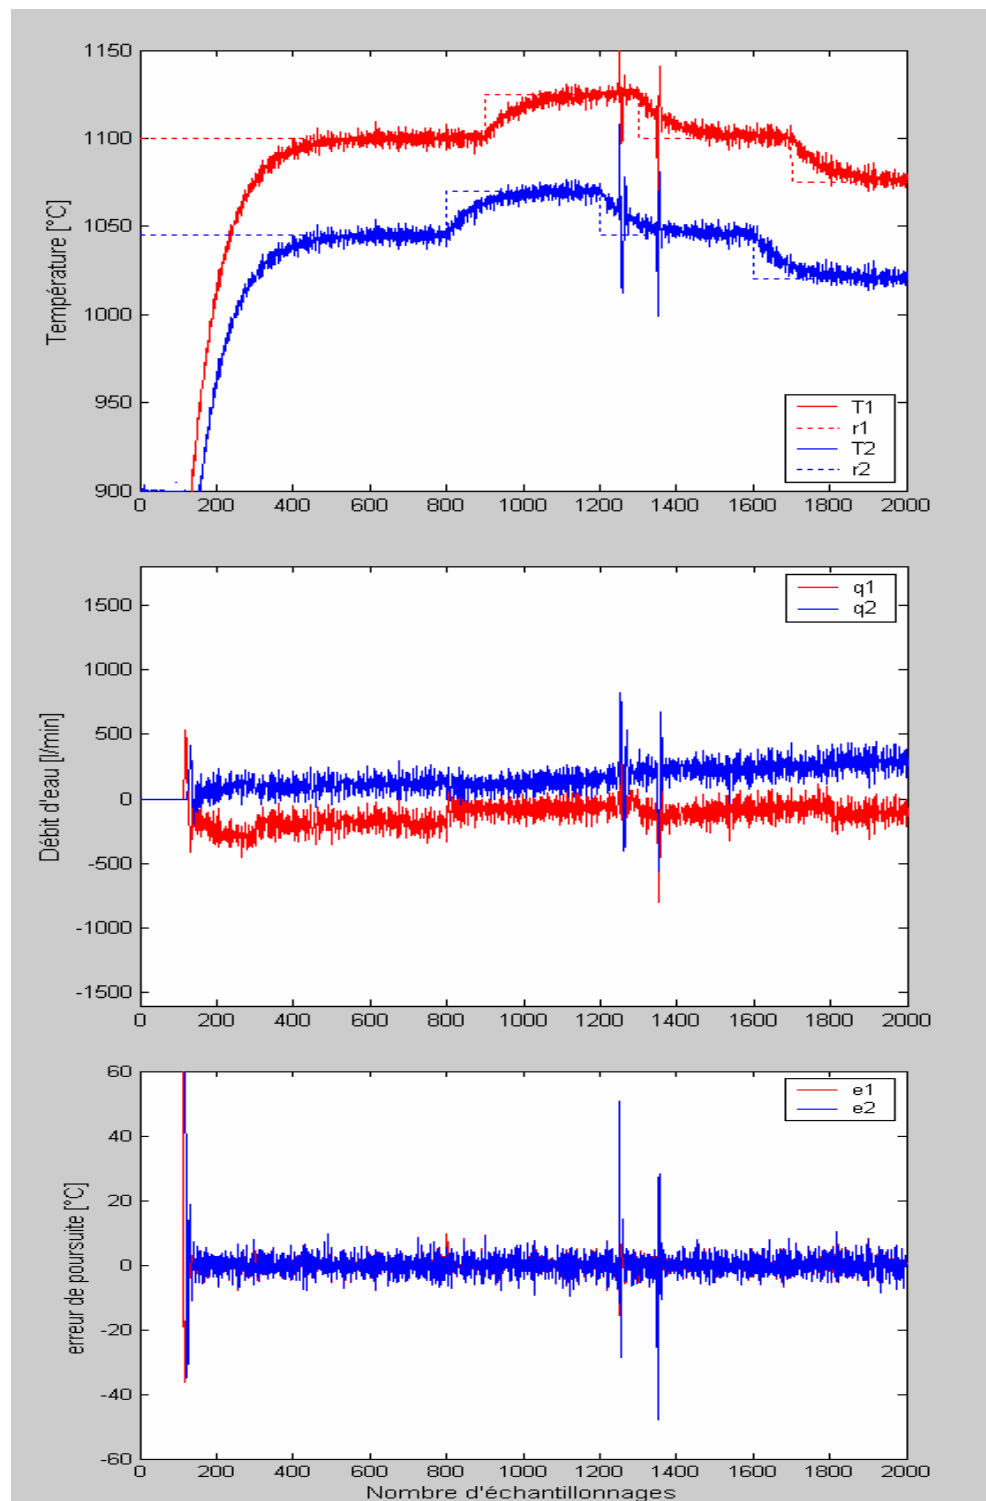 1150
1100
1050
1000
950
900
Température [°C]
T1
r1
T2
r2
0 200 400 600 800 1000 1200 1400 1600 1800 2000
1500
1000
500
0
-500
-1000
-1500
Débit d'eau [l/min]
q1
q2
0 200 400 600 800 1000 1200 1400 1600 1800 2000
60
40
20
0
-20
-40
-60
erreur de poursuite [°C]
e1
e2
0 200 400 600 800 1000 1200 1400 1600 1800 2000
Nombre d'échantillonnages